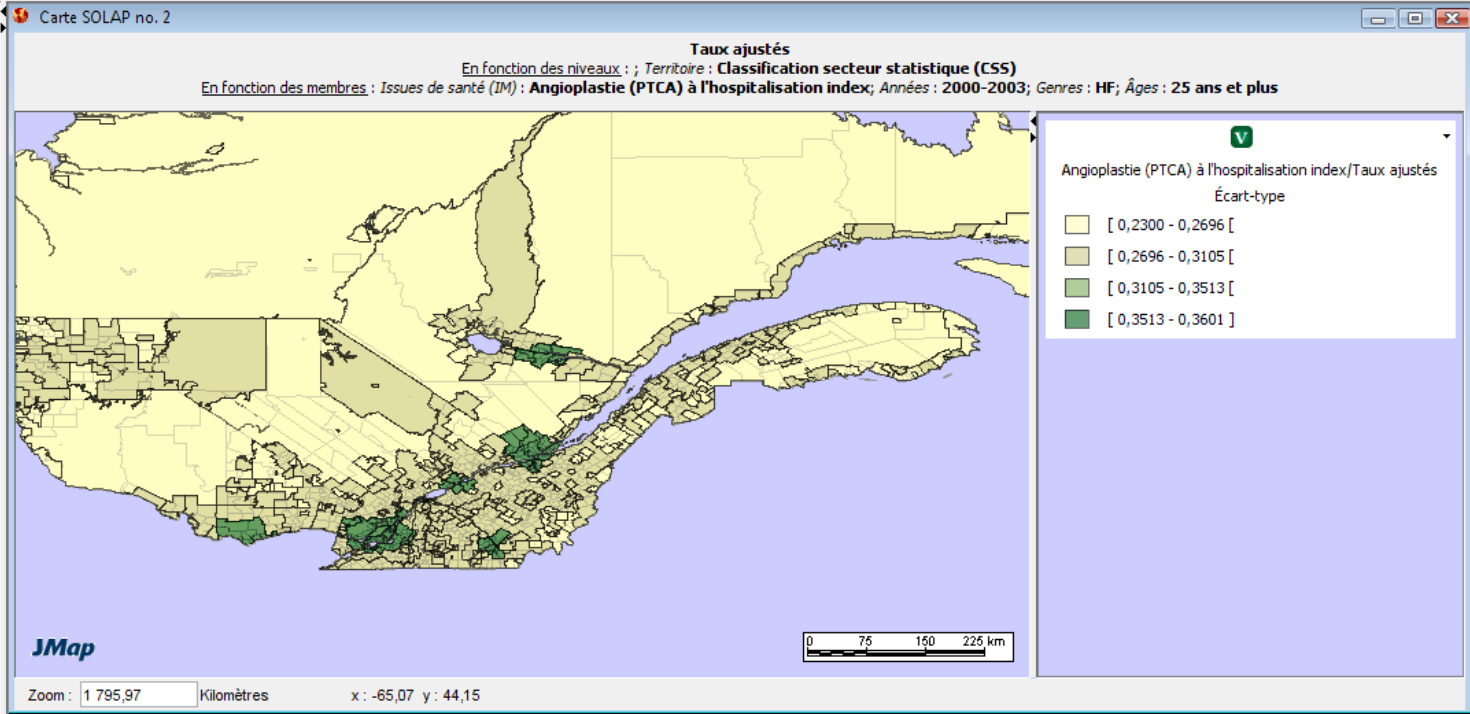 Carte SOLAP no. 2
Taux ajustés
En fonction des niveaux : ; Territoire : Classification secteur statistique (CSS)
En fonction des membres : Issues de santé (IM) : Angioplastie (PTCA) à l'hospitalisation index; Années : 2000-2003; Genres : HF; Âges : 25 ans et plus
V
Angioplastie (PTCA) à l'hospitalisation index/Taux ajustés
Écart-type
[ 0,2300 - 0,2696 [
[ 0,2696 - 0,3105 [
[ 0,3105 - 0,3513 [
[ 0,3513 - 0,3601 ]
JMap
0 75 150 225 km
Zoom : 1 795,97 Kilomètres x : -65,07 y : 44,15